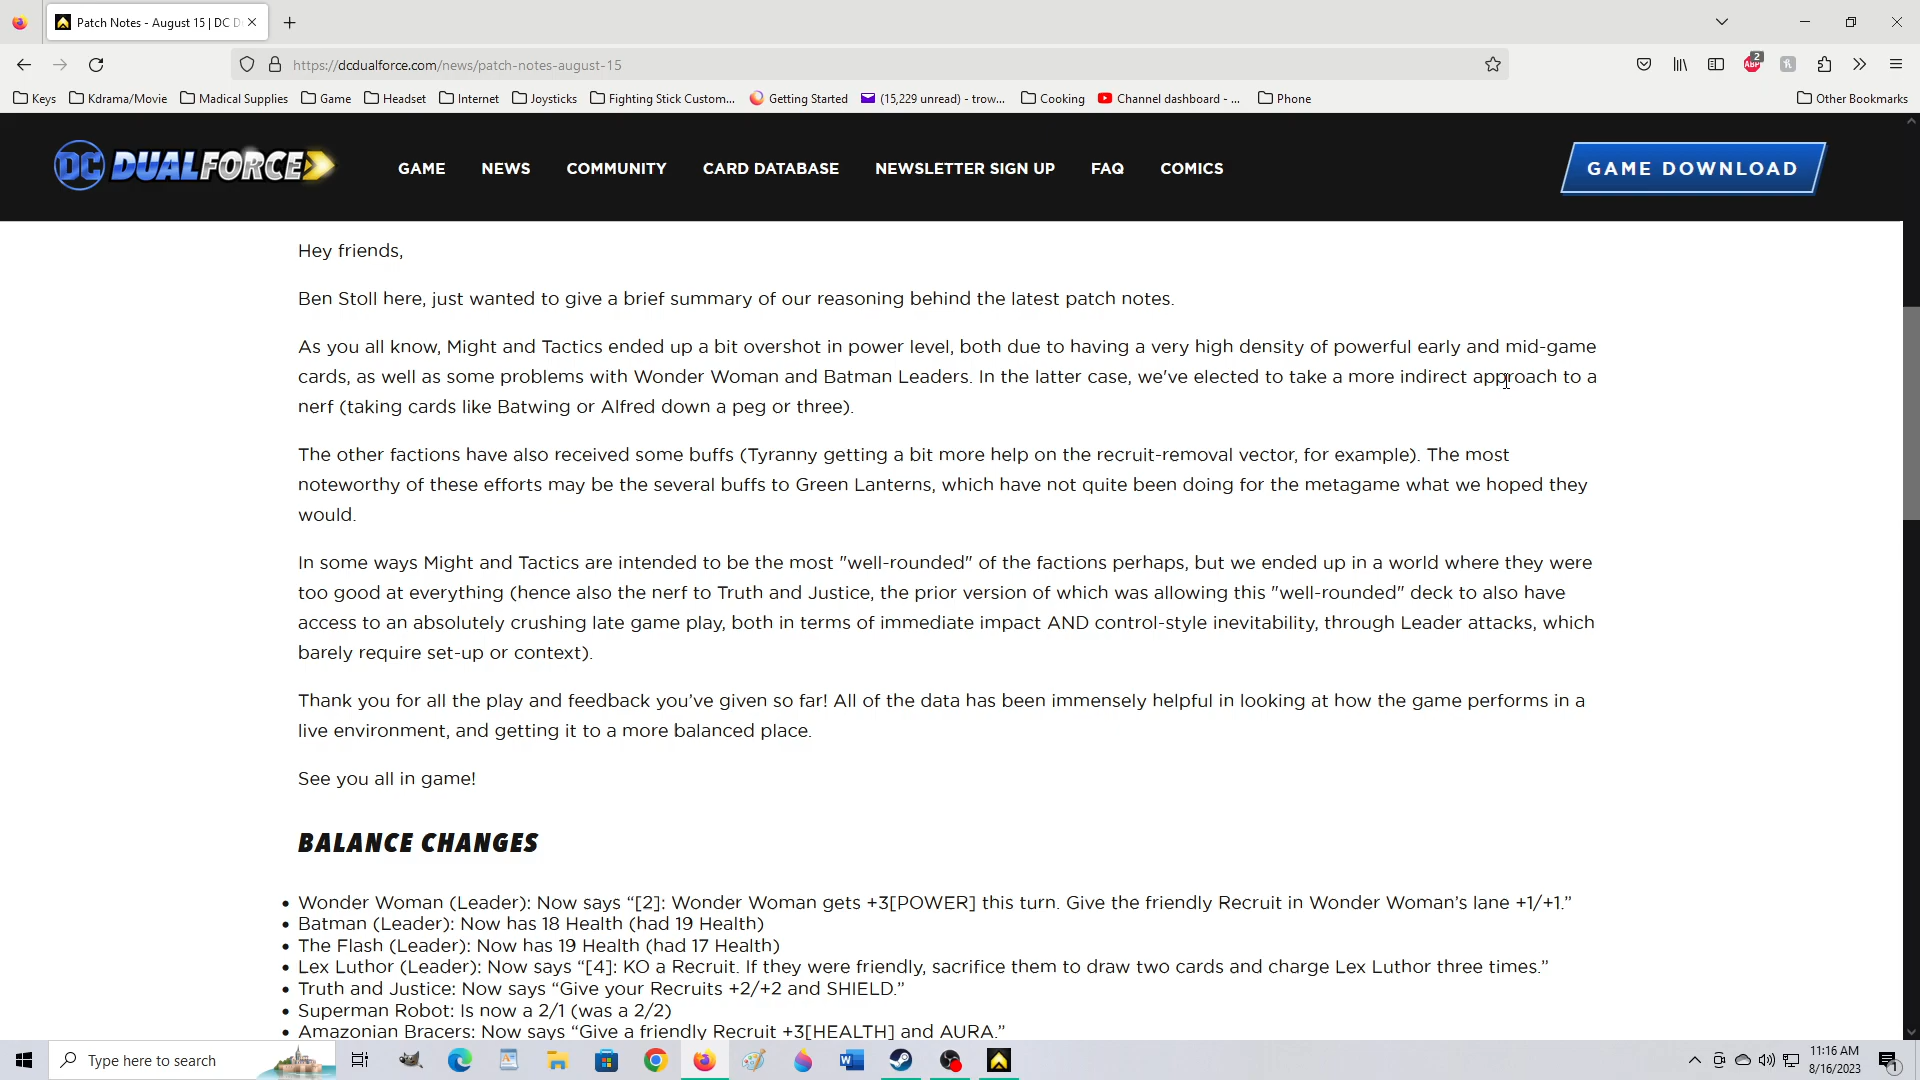 Patch Notes - August 15 | DC D
https://dcdualforce.com/news/patch-notes-august-15
2
ABP
Keys
Kdrama/Movie
Madical Supplies
Game
Headset
Internet
Joysticks
Fighting Stick Custom...
Getting Started
(15,229 unread) - trow...
Cooking
Channel dashboard - ...
Phone
Other Bookmarks
DC DUALFORCE
GAME
NEWS
COMMUNITY
CARD DATABASE
NEWSLETTER SIGN UP
FAQ
COMICS
GAME DOWNLOAD
Hey friends,
Ben Stoll here, just wanted to give a brief summary of our reasoning behind the latest patch notes.
As you all know, Might and Tactics ended up a bit overshot in power level, both due to having a very high density of powerful early and mid-game
cards, as well as some problems with Wonder Woman and Batman Leaders. In the latter case, we've elected to take a more indirect approach to a
nerf (taking cards like Batwing or Alfred down a peg or three).
The other factions have also received some buffs (Tyranny getting a bit more help on the recruit-removal vector, for example). The most
noteworthy of these efforts may be the several buffs to Green Lanterns, which have not quite been doing for the metagame what we hoped they
would.
In some ways Might and Tactics are intended to be the most "well-rounded" of the factions perhaps, but we ended up in a world where they were
too good at everything (hence also the nerf to Truth and Justice, the prior version of which was allowing this "well-rounded" deck to also have
access to an absolutely crushing late game play, both in terms of immediate impact AND control-style inevitability, through Leader attacks, which
barely require set-up or context).
Thank you for all the play and feedback you’ve given so far! All of the data has been immensely helpful in looking at how the game performs in a
live environment, and getting it to a more balanced place.
See you all in game!
BALANCE CHANGES
• Wonder Woman (Leader): Now says “[2]: Wonder Woman gets +3[POWER] this turn. Give the friendly Recruit in Wonder Woman’s lane +1/+1.”
• Batman (Leader): Now has 18 Health (had 19 Health)
• The Flash (Leader): Now has 19 Health (had 17 Health)
• Lex Luthor (Leader): Now says “[4]: KO a Recruit. If they were friendly, sacrifice them to draw two cards and charge Lex Luthor three times.”
• Truth and Justice: Now says “Give your Recruits +2/+2 and SHIELD.”
• Superman Robot: Is now a 2/1 (was a 2/2)
• Amazonian Bracers: Now says “Give a friendly Recruit +3[HEALTH] and AURA.”
Type here to search
11:16 AM
8/16/2023
1